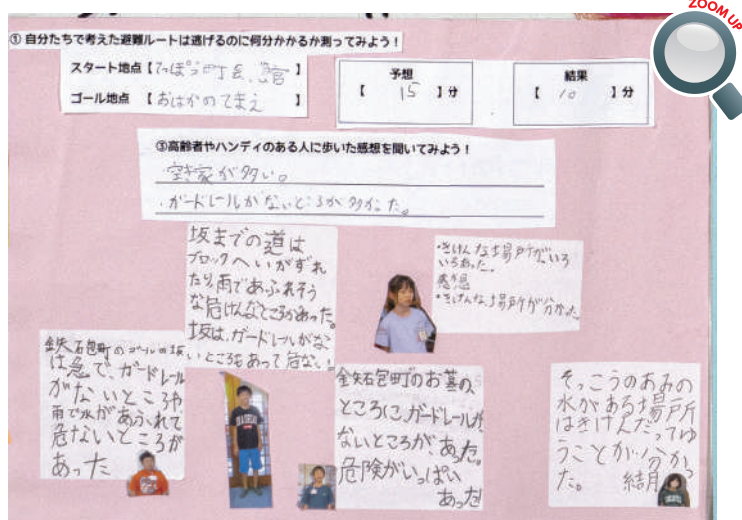 ZOOM UP
① 自分たちで考えた避難ルートは逃げるのに何分かかるか測ってみよう！
スタート地点【てっぽう町
ゴール地点 【おはかのてまえ 】
予想
【 15 】分
結果
【 10 】分
③高齢者やハンディのある人に歩いた感想を聞いてみよう！
・空き家が多い。
・ガードレールがないところが多かった。
坂までの道は
ブロックへいがずれ
たり、雨であふれそう
な危けんなところがあった。
坂は、ガードレールがな
いところもあって危ない。
・きけんな場所が、いろ
いろあった。
感想
・きけんな場所が分かった。
鉄石包町のゴールの坂
は急で、ガードレール
がないところや、
雨で水があふれて
危ないところが
あった
鉄石包町のお墓の、
ところに、ガードレールが
ないところが、あった。
危険がいっぱい
あった
そっこうのあみの
水がある場所
はきけんだってゆ
うことが分かっ
た。 結月